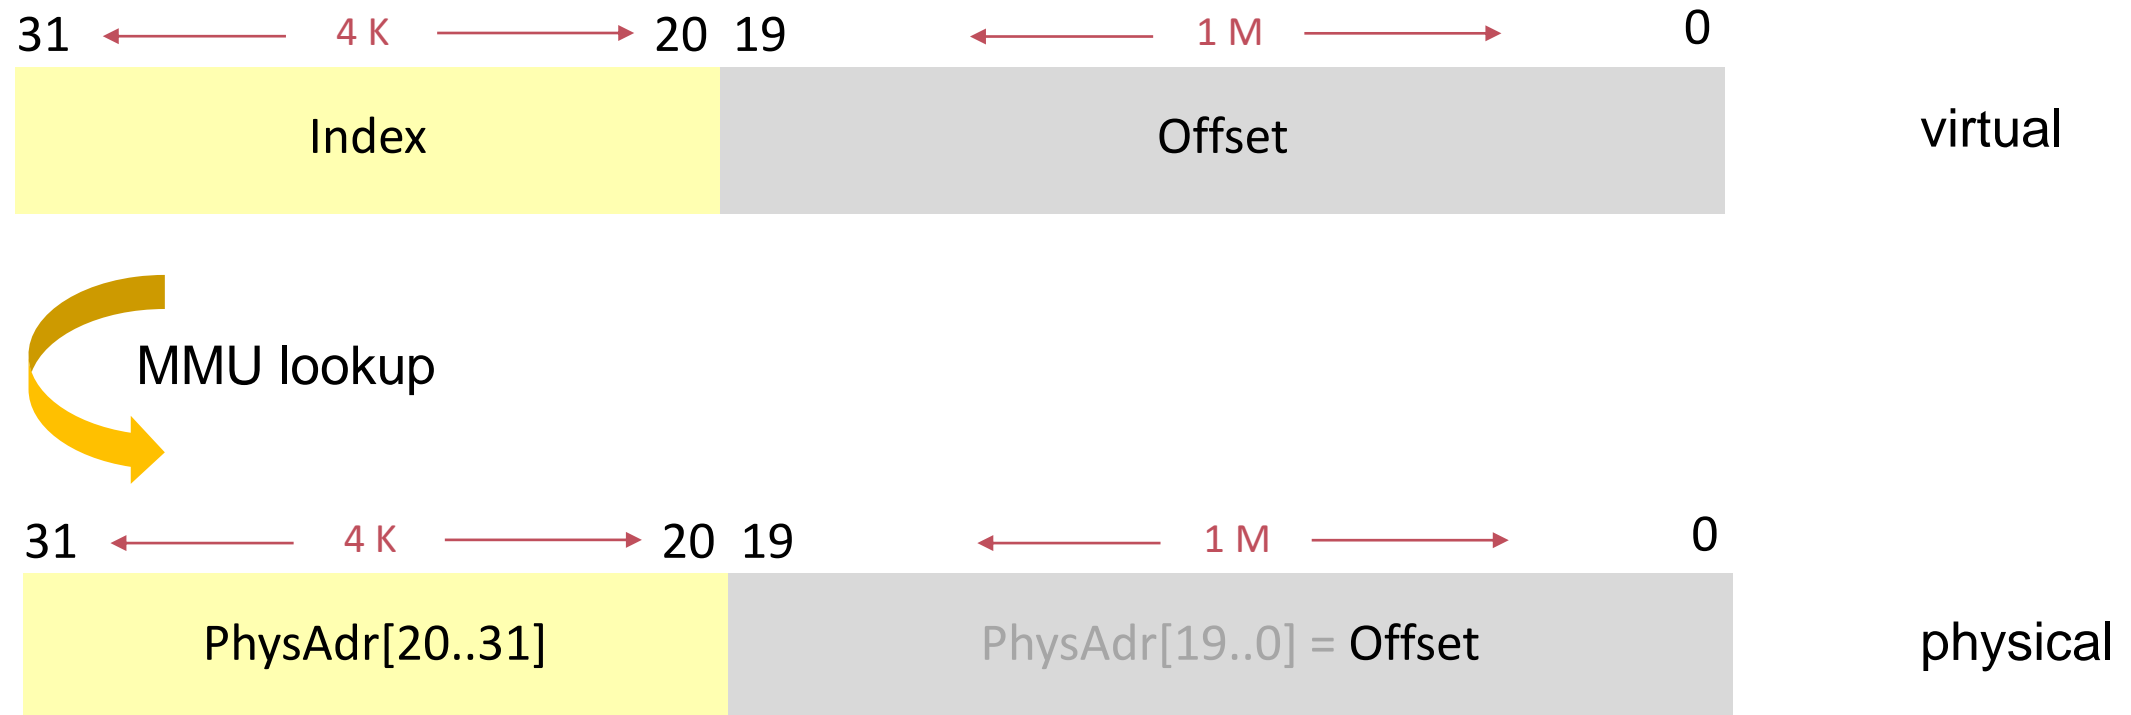 31 4 K 20 19 1 M 0
Index Offset virtual
MMU lookup
31 4 K 20 19 1 M 0
PhysAdr[20..31] PhysAdr[19..0] = Offset physical